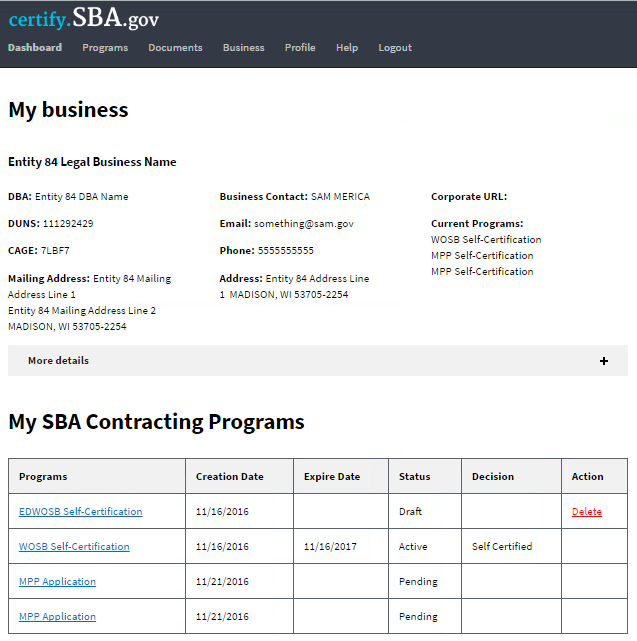 certify.SBA.gov
Dashboard Programs Documents Business Profile Help Logout
My business
Entity 84 Legal Business Name
DBA: Entity 84 DBA Name
DUNS: 111292429
CAGE: 7LBF7
Mailing Address: Entity 84 Mailing
Address Line 1
Entity 84 Mailing Address Line 2
MADISON, WI 53705-2254
Business Contact: SAM MERICA
Email: something@sam.gov
Phone: 5555555555
Address: Entity 84 Address Line
1 MADISON, WI 53705-2254
Corporate URL:
Current Programs:
WOSB Self-Certification
MPP Self-Certification
MPP Self-Certification
More details +
My SBA Contracting Programs
Programs Creation Date Expire Date Status Decision Action
EDWOSB Self-Certification 11/16/2016 Draft Delete
WOSB Self-Certification 11/16/2016 11/16/2017 Active Self Certified
MPP Application 11/21/2016 Pending
MPP Application 11/21/2016 Pending